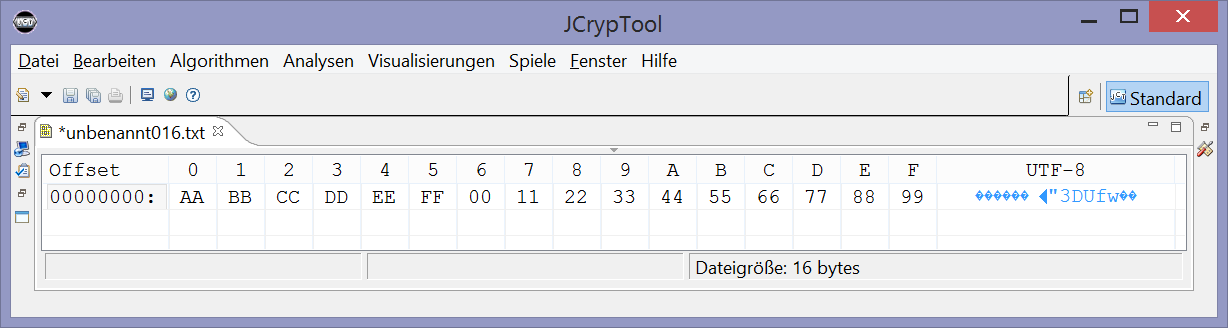 JCrypTool
Datei Bearbeiten Algorithmen Analysen Visualisierungen Spiele Fenster Hilfe
Standard
*unbenannt016.txt
Offset 0 1 2 3 4 5 6 7 8 9 A B C D E F UTF-8
00000000: AA BB CC DD EE FF 00 11 22 33 44 55 66 77 88 99 ������ ◀"3DUfw��
Dateigröße: 16 bytes